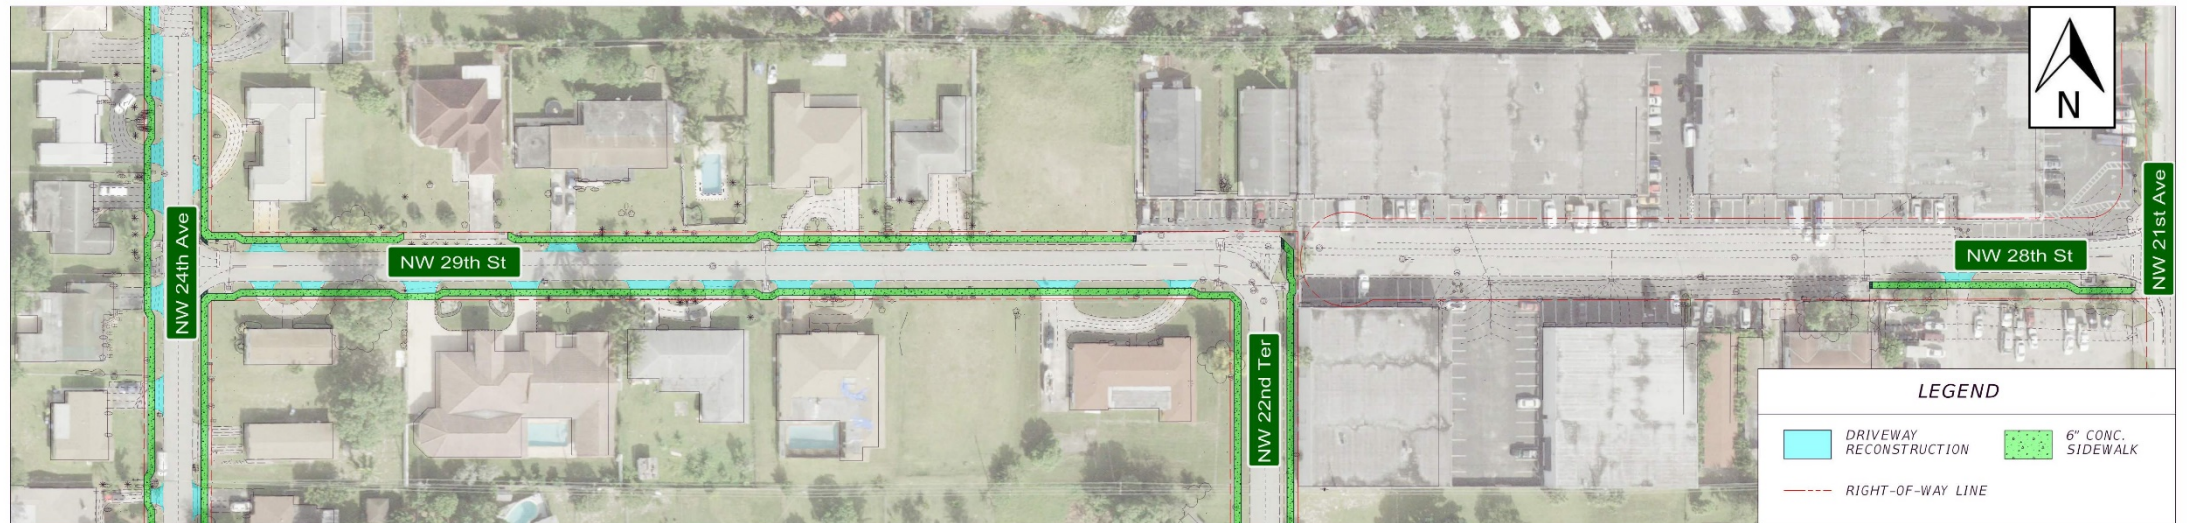 N
NW 24th Ave
NW 29th St
NW 22nd Ter
NW 28th St
NW 21st Ave
LEGEND
DRIVEWAY
RECONSTRUCTION
6" CONC.
SIDEWALK
RIGHT-OF-WAY LINE